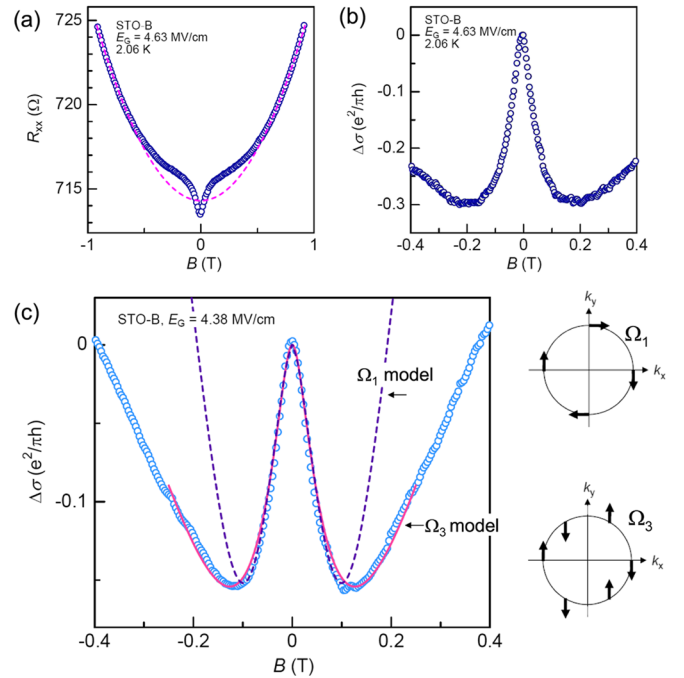 (a)
STO-B
E_G = 4.63 MV/cm
2.06 K
725
720
715
R_xx (Ω)
-1
0
1
B (T)
(b)
STO-B
E_G = 4.63 MV/cm
2.06 K
0
-0.1
-0.2
-0.3
Δσ (e²/πh)
-0.4
-0.2
0
0.2
0.4
B (T)
(c)
STO-B, E_G = 4.38 MV/cm
0
-0.1
Δσ (e²/πh)
Ω₁ model
Ω₃ model
-0.4
-0.2
0
0.2
0.4
B (T)
k_y
Ω₁
k_x
k_y
Ω₃
k_x